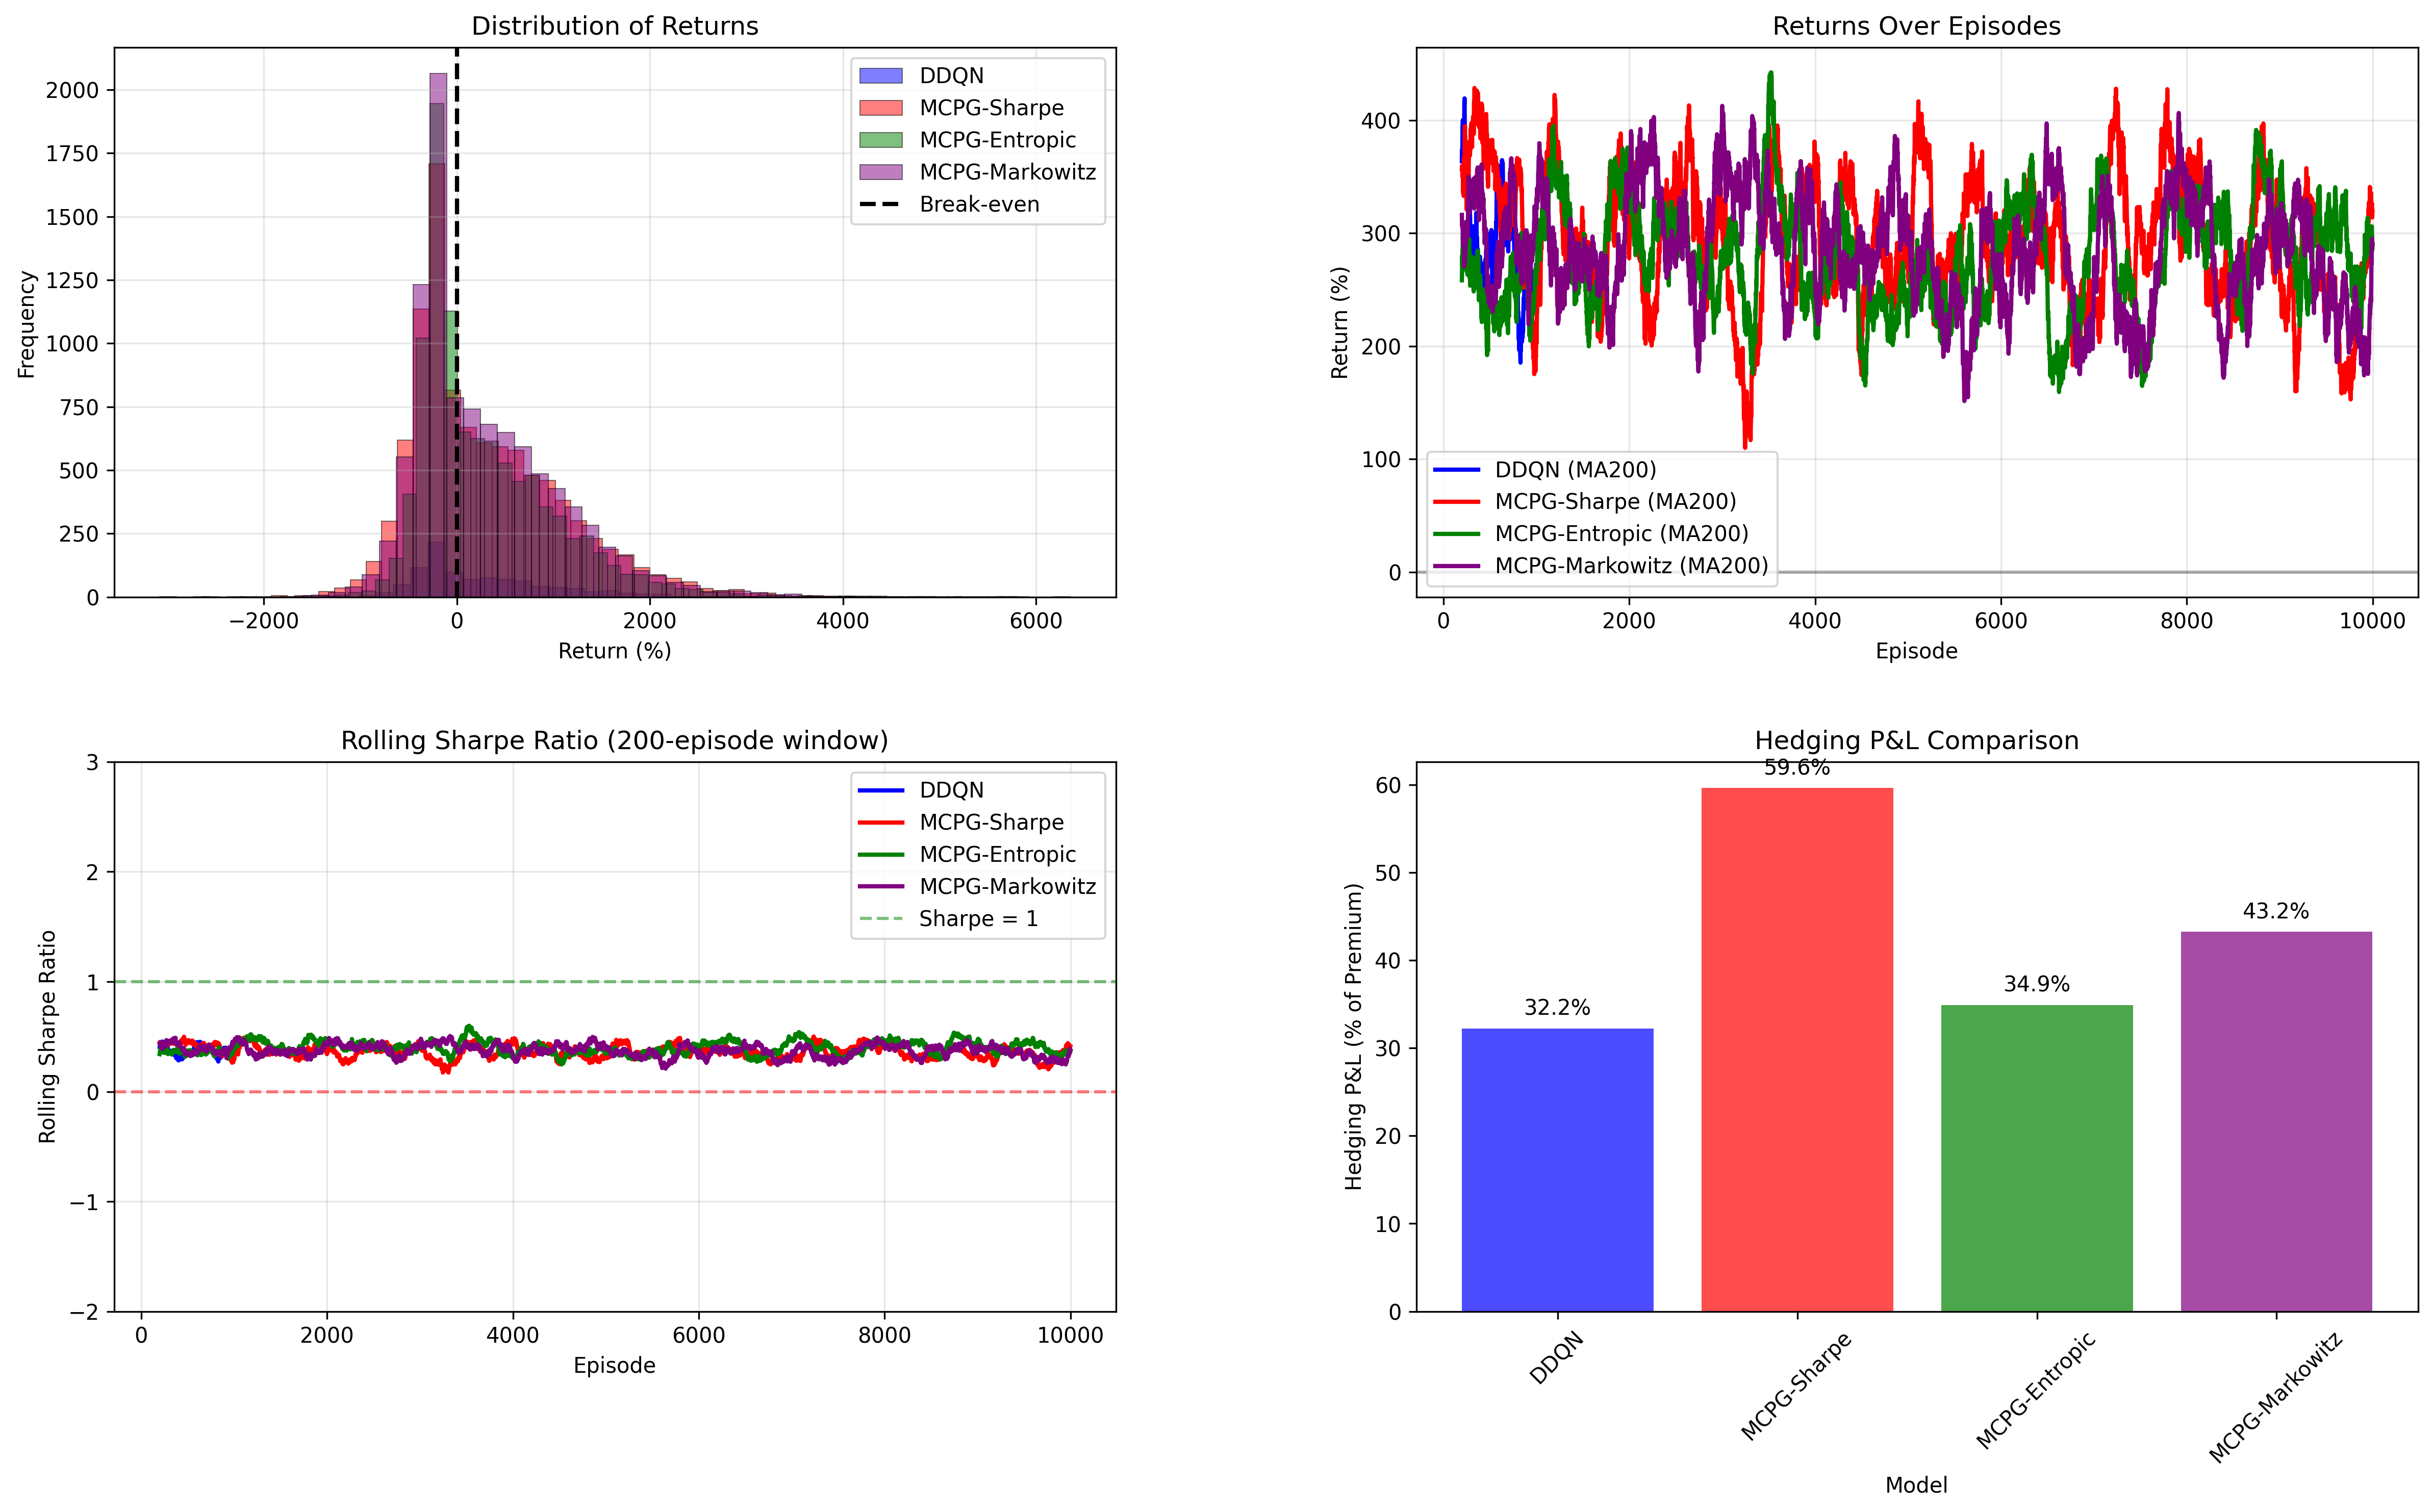 Distribution of Returns
Frequency
2000
1750
1500
1250
1000
750
500
250
0
−2000
0
2000
4000
6000
Return (%)
DDQN
MCPG-Sharpe
MCPG-Entropic
MCPG-Markowitz
Break-even
Returns Over Episodes
Return (%)
400
300
200
100
0
0
2000
4000
6000
8000
10000
Episode
DDQN (MA200)
MCPG-Sharpe (MA200)
MCPG-Entropic (MA200)
MCPG-Markowitz (MA200)
Rolling Sharpe Ratio (200-episode window)
Rolling Sharpe Ratio
3
2
1
0
−1
−2
0
2000
4000
6000
8000
10000
Episode
DDQN
MCPG-Sharpe
MCPG-Entropic
MCPG-Markowitz
Sharpe = 1
Hedging P&L Comparison
Hedging P&L (% of Premium)
60
50
40
30
20
10
0
32.2%
59.6%
34.9%
43.2%
DDQN
MCPG-Sharpe
MCPG-Entropic
MCPG-Markowitz
Model